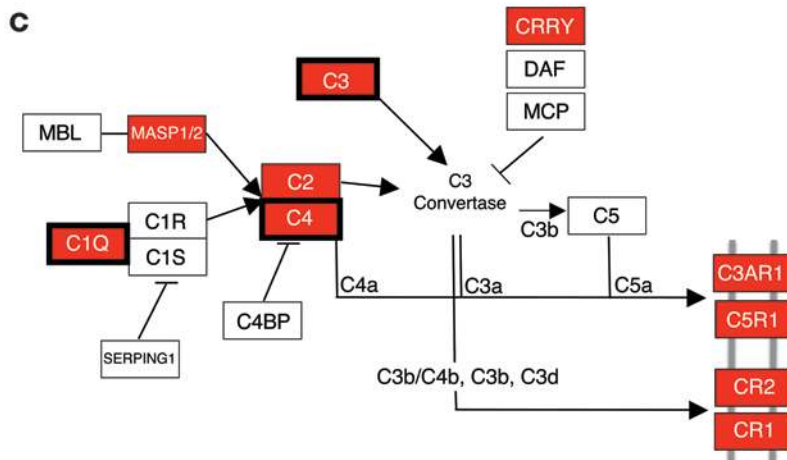 c
CRRY
C3
DAF
MCP
MBL
MASP1/2
C2
C3
Convertase
C4
C1R
C1Q
C1S
C3b
C5
C3AR1
C4a
C3a
C5a
C4BP
C5R1
SERPING1
C3b/C4b, C3b, C3d
CR2
CR1